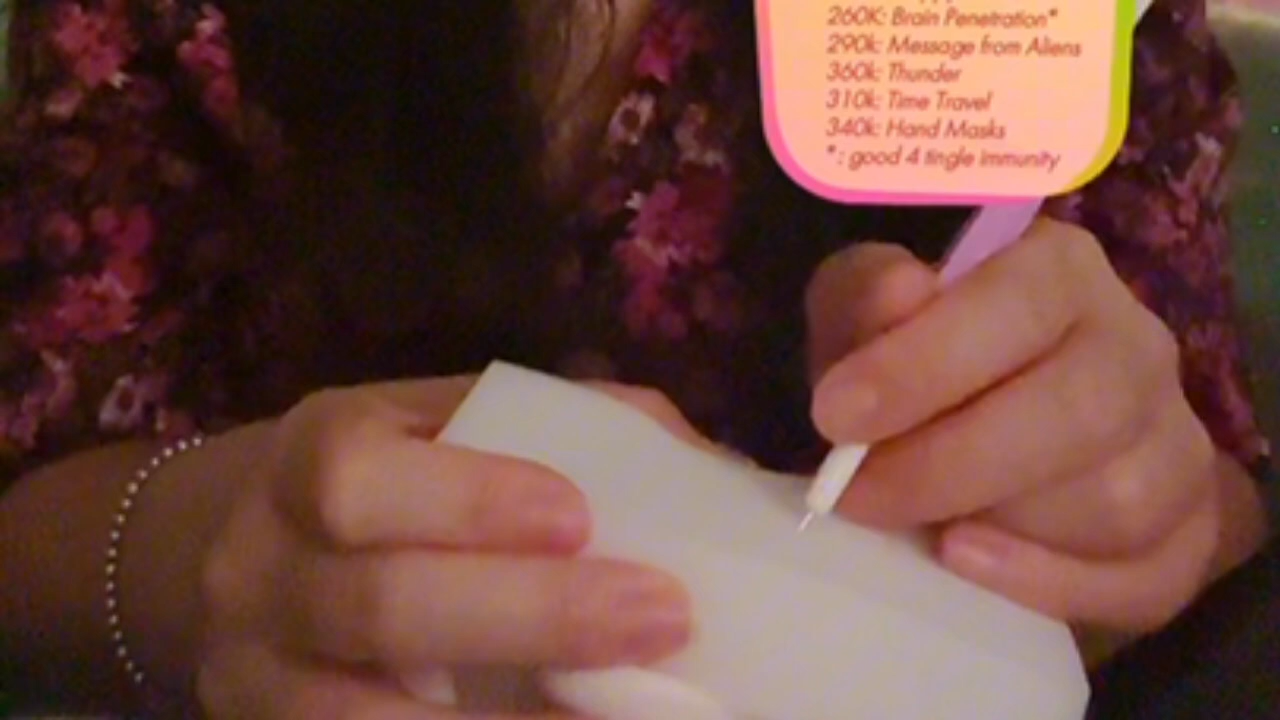 260K: Brain Penetration*
290k: Message from Aliens
360k: Thunder
310k: Time Travel
340k: Hand Masks
*: good 4 tingle immunity